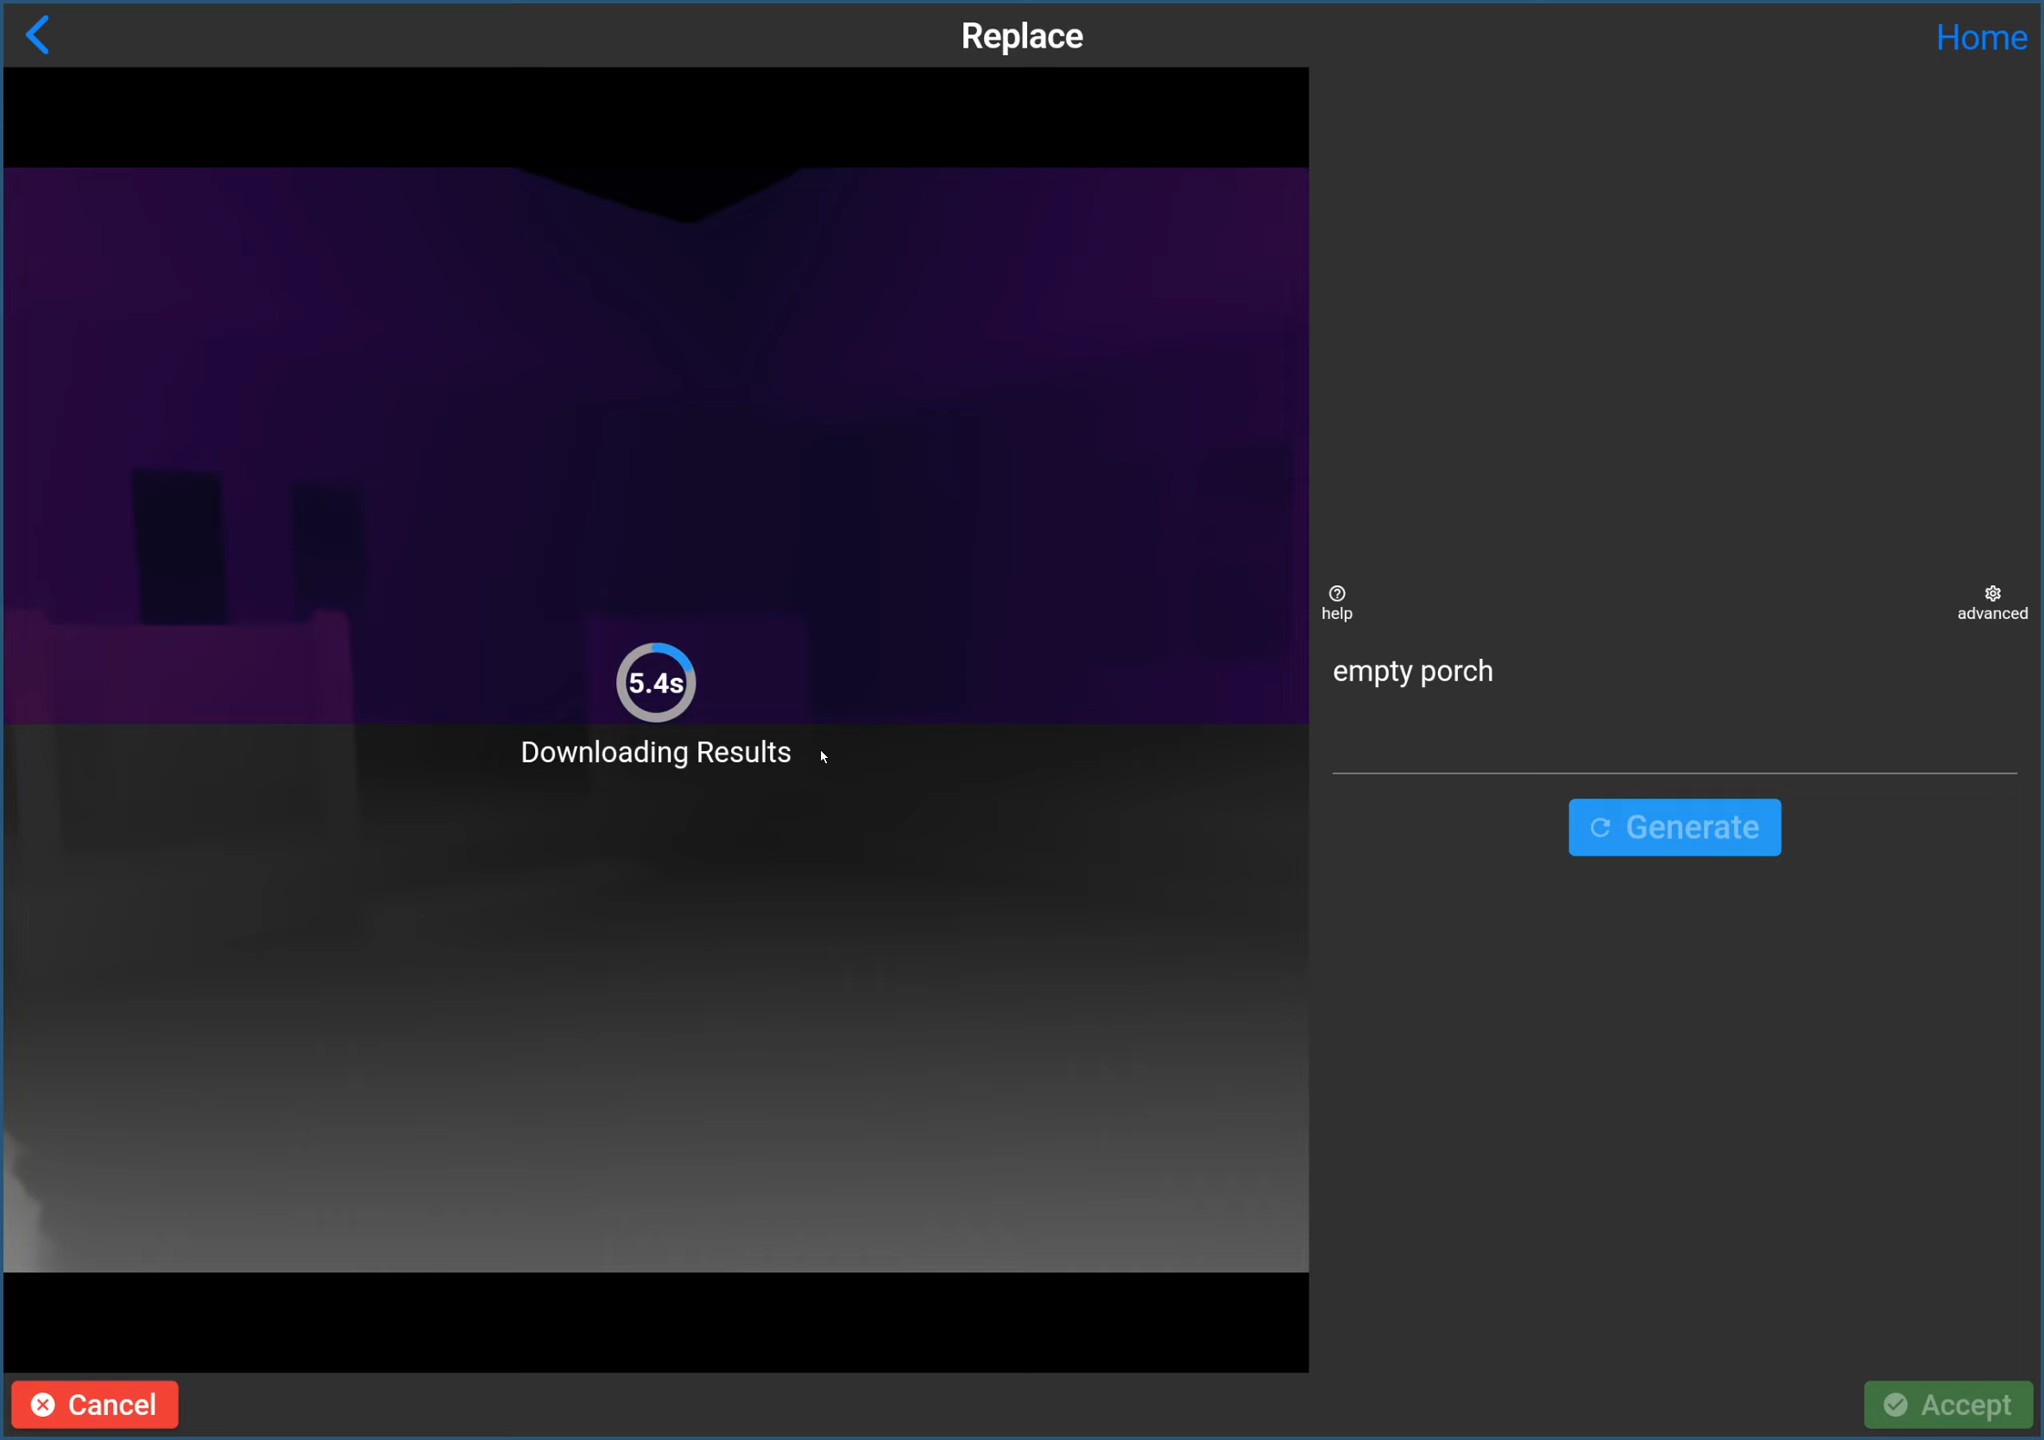 Replace
Home
5.4s
Downloading Results
help
advanced
empty porch
Generate
Cancel
Accept